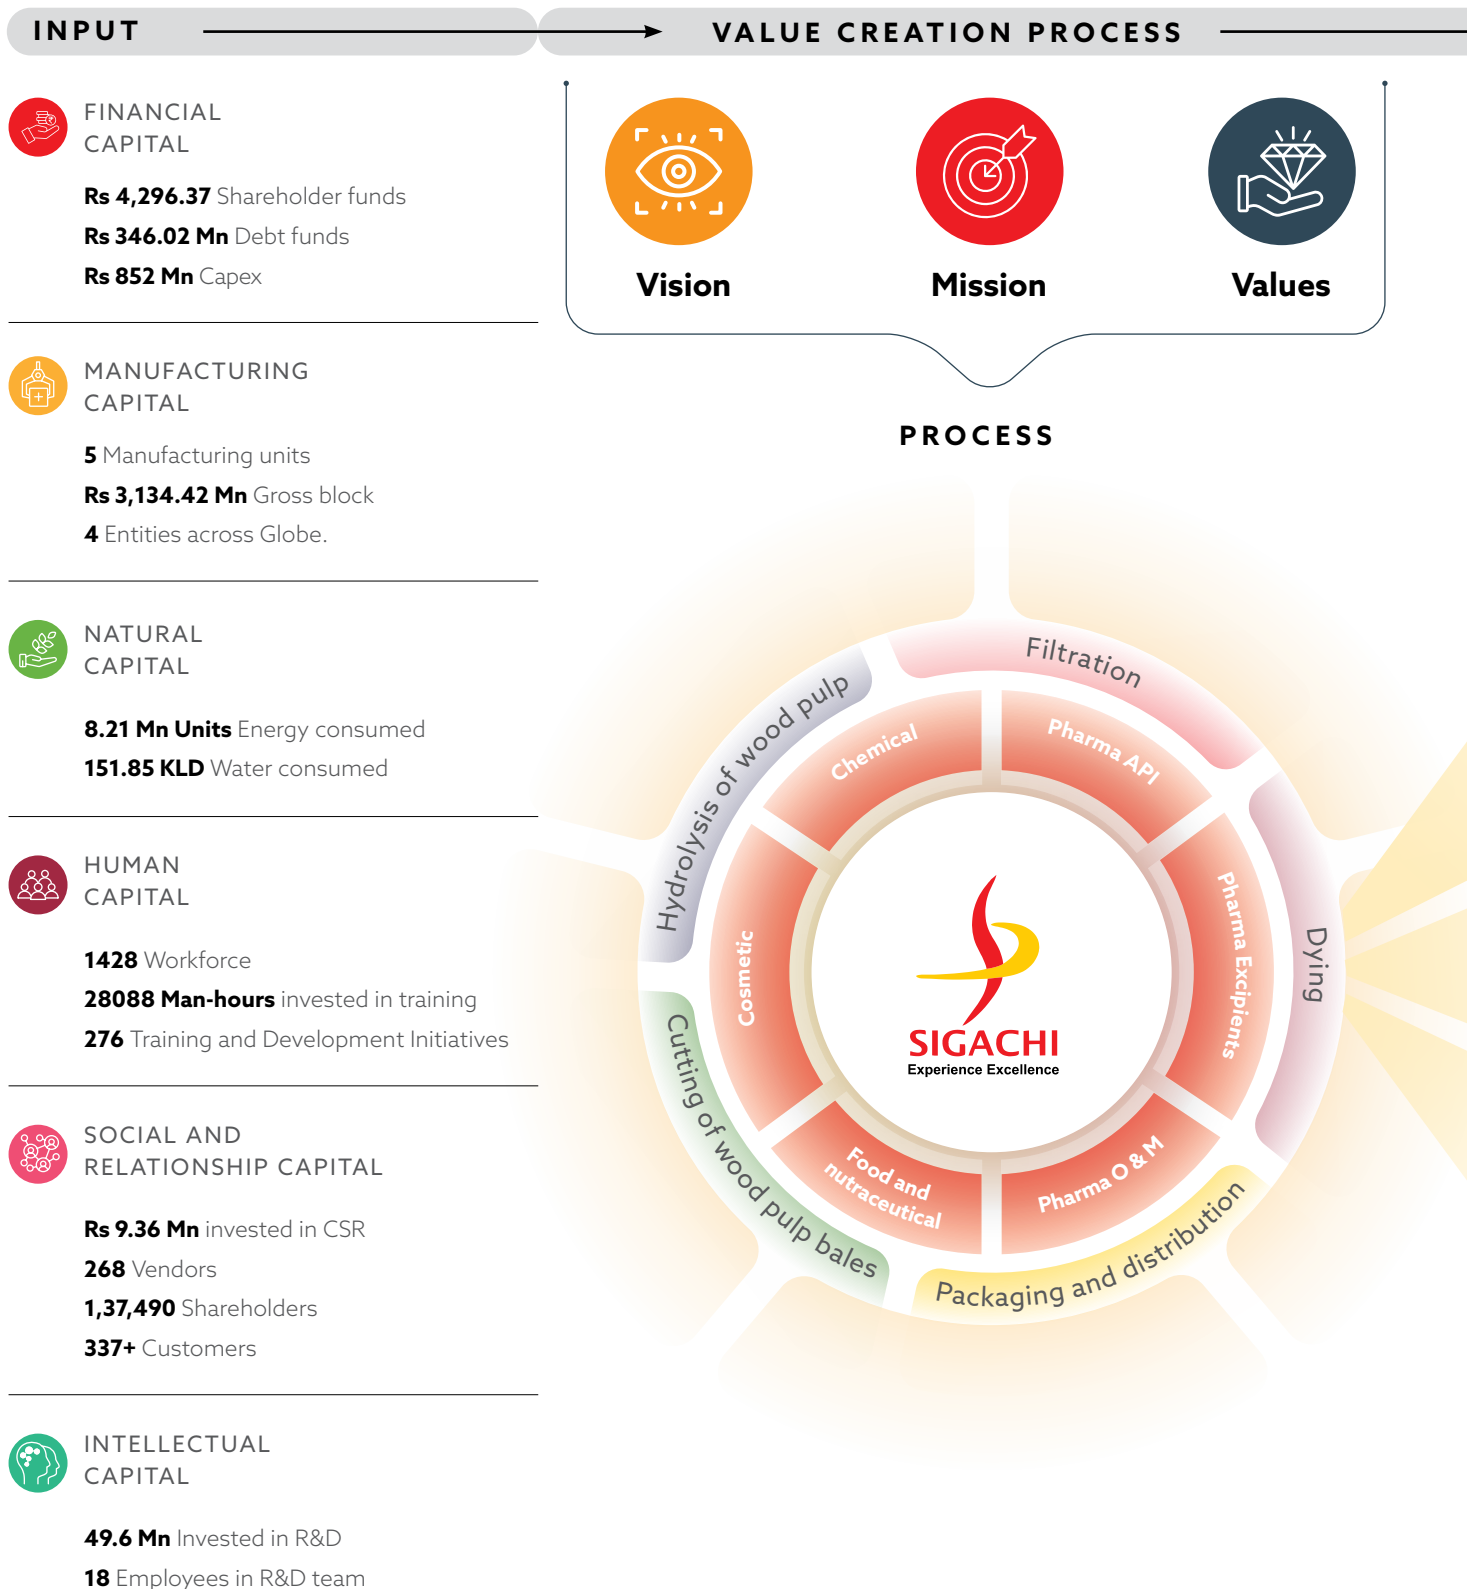 INPUT
VALUE CREATION PROCESS
FINANCIAL
CAPITAL
Rs 4,296.37 Shareholder funds
Rs 346.02 Mn Debt funds
Rs 852 Mn Capex
MANUFACTURING
CAPITAL
5 Manufacturing units
Rs 3,134.42 Mn Gross block
4 Entities across Globe.
NATURAL
CAPITAL
8.21 Mn Units Energy consumed
151.85 KLD Water consumed
HUMAN
CAPITAL
1428 Workforce
28088 Man-hours invested in training
276 Training and Development Initiatives
SOCIAL AND
RELATIONSHIP CAPITAL
Rs 9.36 Mn invested in CSR
268 Vendors
1,37,490 Shareholders
337+ Customers
INTELLECTUAL
CAPITAL
49.6 Mn Invested in R&D
18 Employees in R&D team
Vision
Mission
Values
PROCESS
Filtration
Dying
Packaging and distribution
Cutting of wood pulp bales
Hydrolysis of wood pulp
Chemical
Pharma API
Pharma Excipients
Pharma O & M
Food and
nutraceutical
Cosmetic
SIGACHI
Experience Excellence